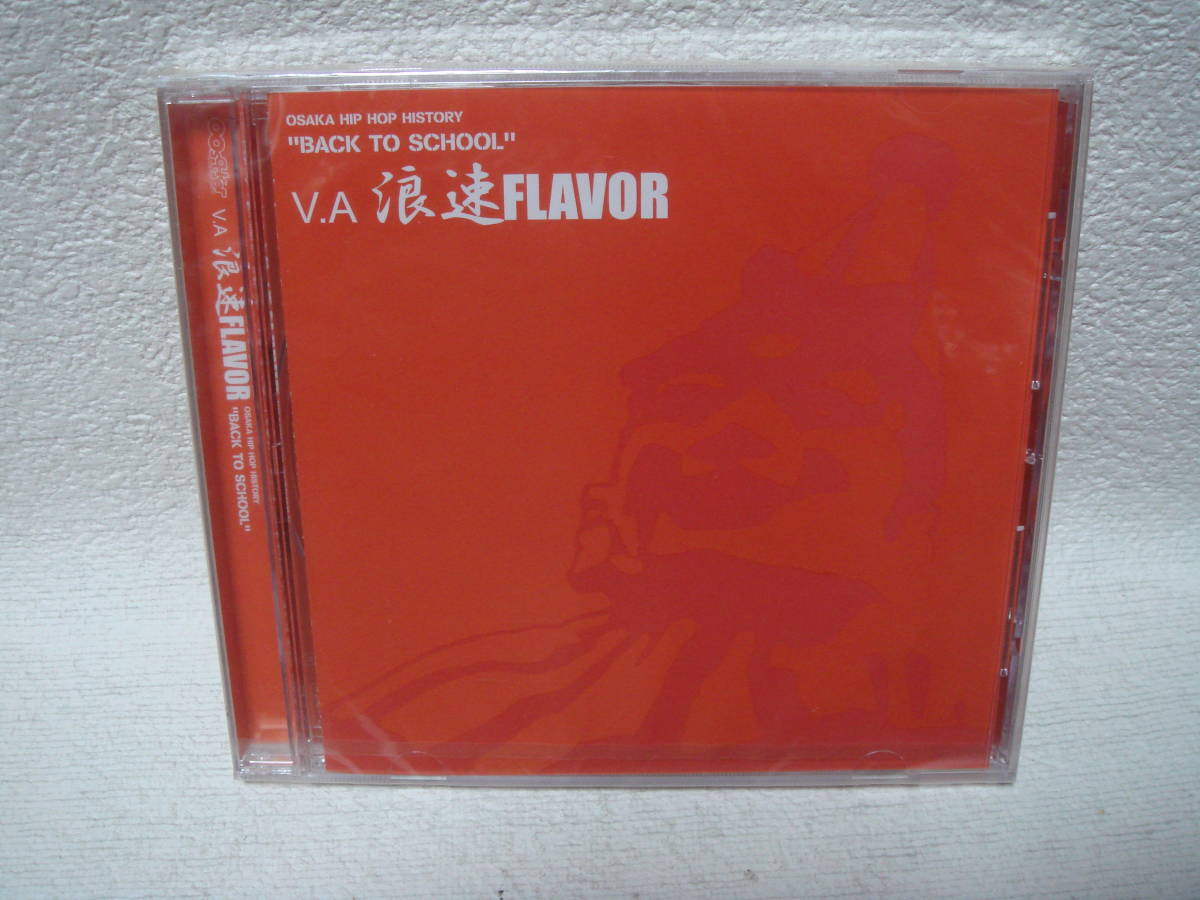 OSAKA HIP HOP HISTORY
"BACK TO SCHOOL"
V.A 浪速FLAVOR
V.A 浪速FLAVOR
OSAKA HIP HOP HISTORY
"BACK TO SCHOOL"